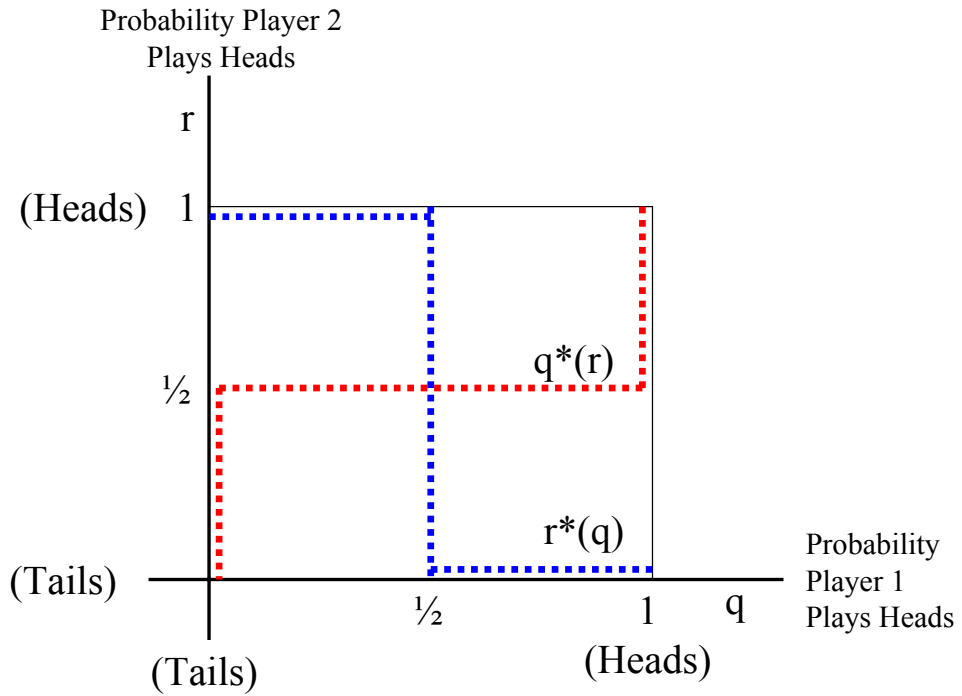 Probability Player 2
Plays Heads
r
(Heads) 1
½
q*(r)
r*(q)
(Tails)
½ 1 q
(Tails)
(Heads)
Probability
Player 1
Plays Heads